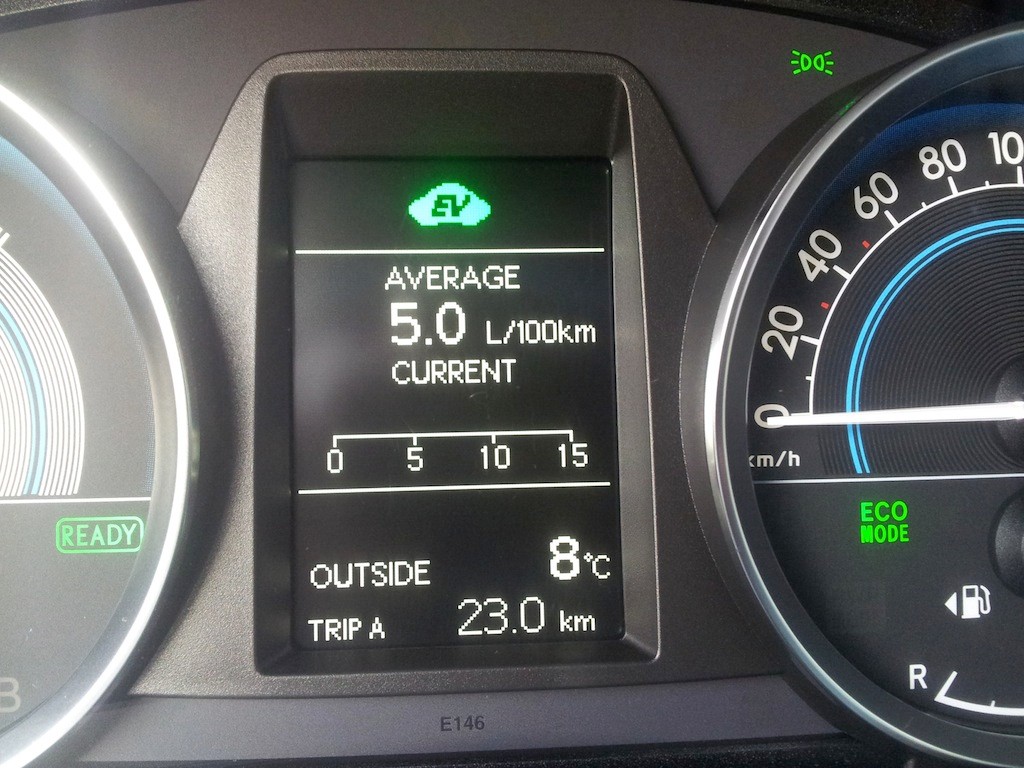 EV
AVERAGE
5.0 L/100km
CURRENT
0 5 10 15
OUTSIDE 8°C
TRIP A 23.0 km
READY
B
E146
0 20 40 60 80 10
km/h
ECO
MODE
R